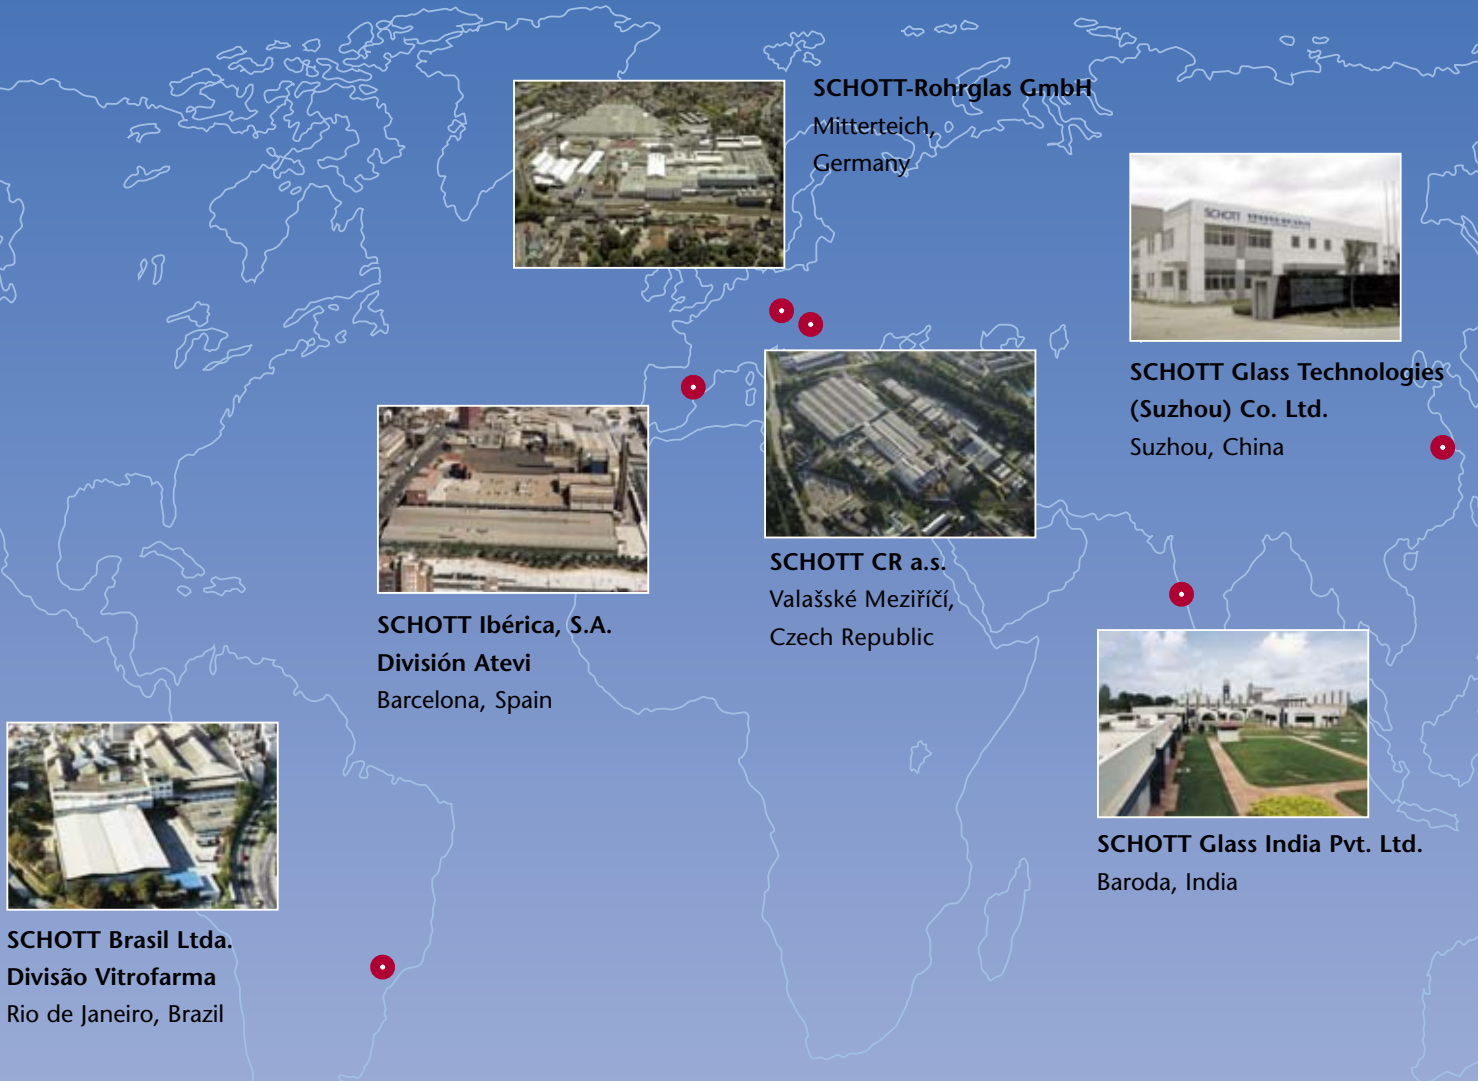 SCHOTT-Rohrglas GmbH
Mitterteich,
Germany
SCHOTT
SCHOTT Glass Technologies
(Suzhou) Co. Ltd.
Suzhou, China
SCHOTT CR a.s.
Valašské Meziříčí,
Czech Republic
SCHOTT Ibérica, S.A.
División Atevi
Barcelona, Spain
SCHOTT Glass India Pvt. Ltd.
Baroda, India
SCHOTT Brasil Ltda.
Divisão Vitrofarma
Rio de Janeiro, Brazil